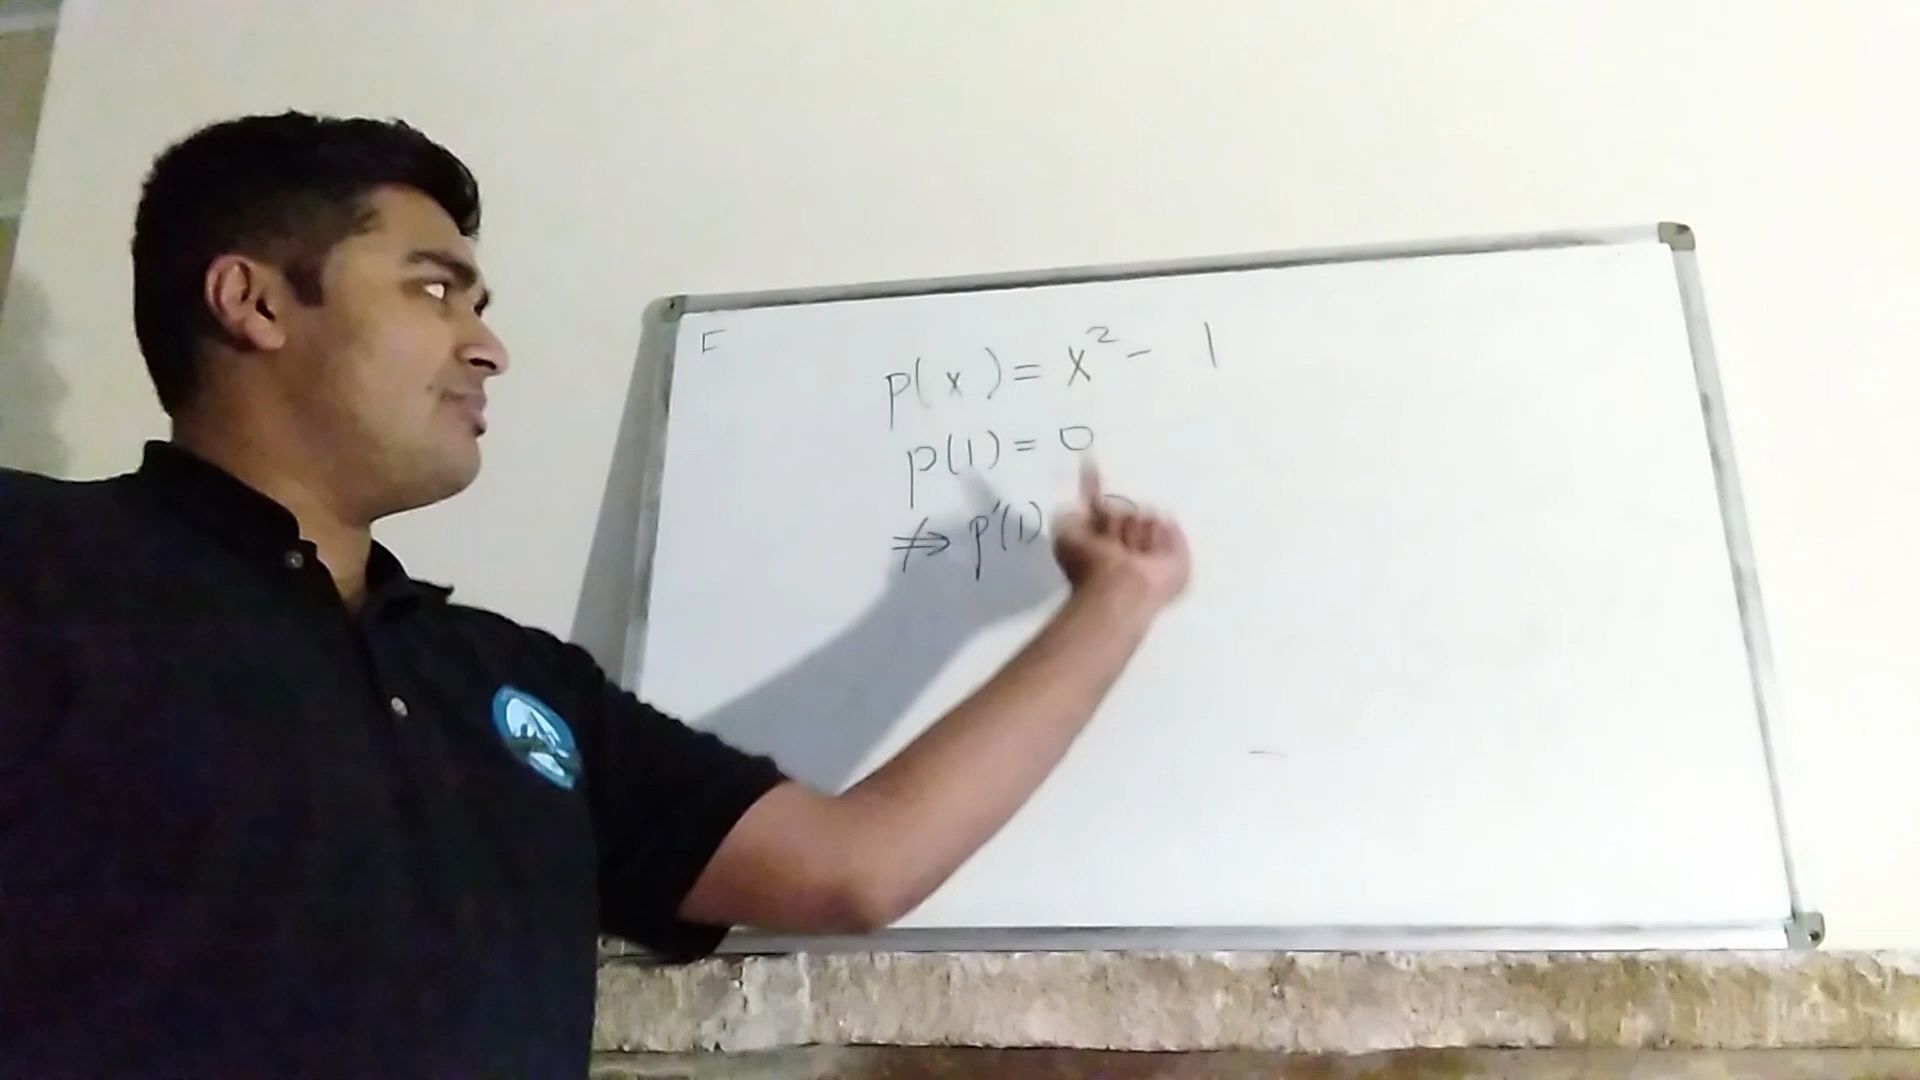 E
p(x) = x² - 1
p(1) = 0
⇏ p'(1)